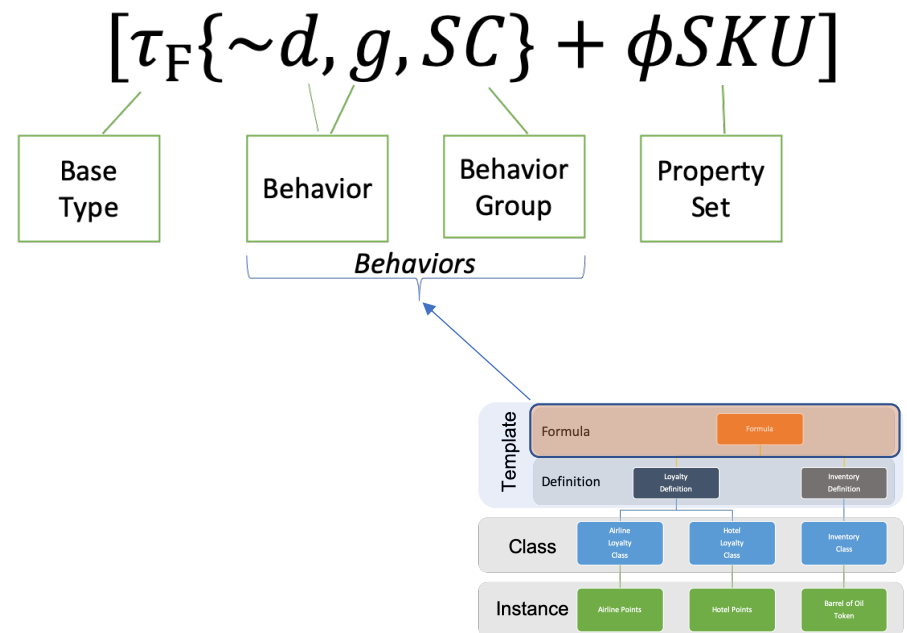 [τF{~d, g, SC} + ϕSKU]
Base
Type
Behavior
Behavior
Group
Property
Set
Behaviors
Template
Formula
Formula
Definition
Loyalty
Definition
Inventory
Definition
Class
Airline
Loyalty
Class
Hotel
Loyalty
Class
Inventory
Class
Instance
Airline Points
Hotel Points
Barrel of Oil
Token